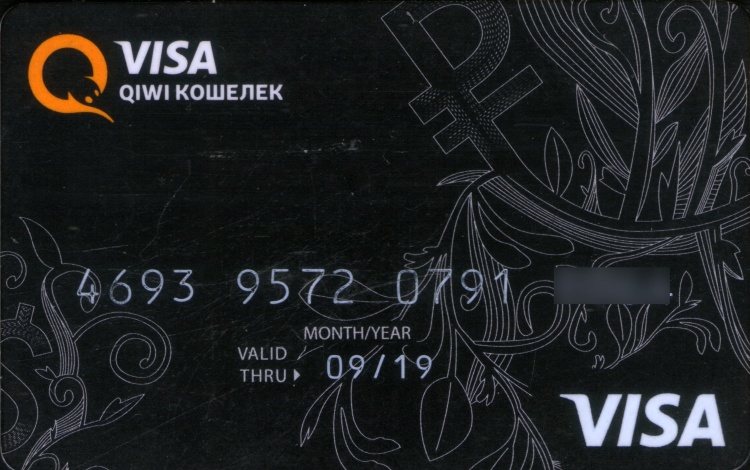 VISA
QIWI КОШЕЛЕК
4693 9572 0791
MONTH/YEAR
VALID
THRU 09/19
VISA